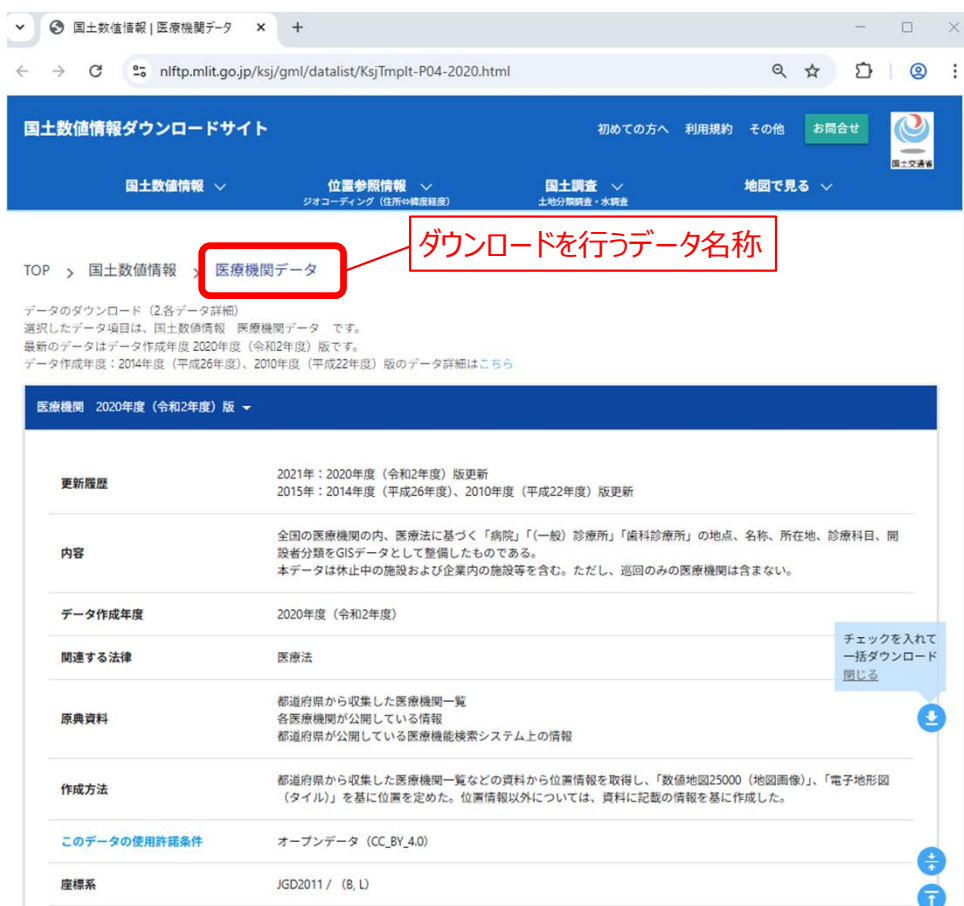 国土数値情報 | 医療機関データ
nlftp.mlit.go.jp/ksj/gml/datalist/KsjTmplt-P04-2020.html
国土数値情報ダウンロードサイト
初めての方へ 利用規約 その他 お問合せ
国土交通省
国土数値情報 位置参照情報 国土調査 地図で見る
ジオコーディング（住所⇔緯度経度） 土地分類調査・水調査
ダウンロードを行うデータ名称
TOP > 国土数値情報 > 医療機関データ
データのダウンロード（2.各データ詳細）
選択したデータ項目は、国土数値情報 医療機関データ です。
最新のデータはデータ作成年度 2020年度（令和2年度）版です。
データ作成年度：2014年度（平成26年度）、2010年度（平成22年度）版のデータ詳細はこちら
医療機関 2020年度（令和2年度）版
更新履歴
2021年：2020年度（令和2年度）版更新
2015年：2014年度（平成26年度）、2010年度（平成22年度）版更新
内容
全国の医療機関の内、医療法に基づく「病院」「（一般）診療所」「歯科診療所」の地点、名称、所在地、診療科目、開
設者分類をGISデータとして整備したものである。
本データは休止中の施設および企業内の施設等を含む。ただし、巡回のみの医療機関は含まない。
データ作成年度
2020年度（令和2年度）
関連する法律
医療法
チェックを入れて
一括ダウンロード
閉じる
原典資料
都道府県から収集した医療機関一覧
各医療機関が公開している情報
都道府県が公開している医療機能検索システム上の情報
作成方法
都道府県から収集した医療機関一覧などの資料から位置情報を取得し、「数値地図25000（地図画像）」、「電子地形図
（タイル）」を基に位置を定めた。位置情報以外については、資料に記載の情報を基に作成した。
このデータの使用許諾条件
オープンデータ（CC_BY_4.0）
座標系
JGD2011 / （B, L）